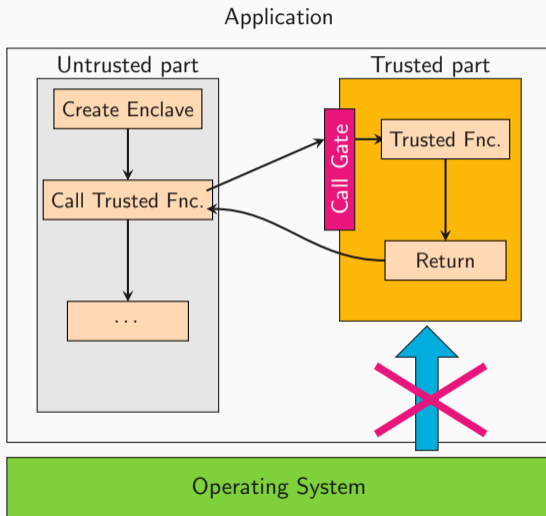 Application
Untrusted part
Trusted part
Create Enclave
Call Trusted Fnc.
...
Call Gate
Trusted Fnc.
Return
Operating System